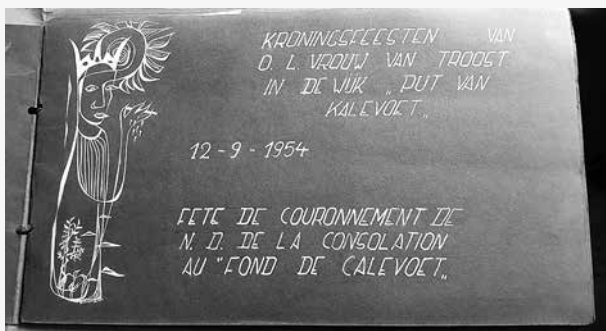 KRONINGSFEESTEN VAN
O. L. VROUW VAN TROOST
IN DE WIJK „ PUT VAN
KALEVOET„
12-9-1954
FETE DE COURONNEMENT DE
N. D. DE LA CONSOLATION
AU "FOND DE CALEVOET„